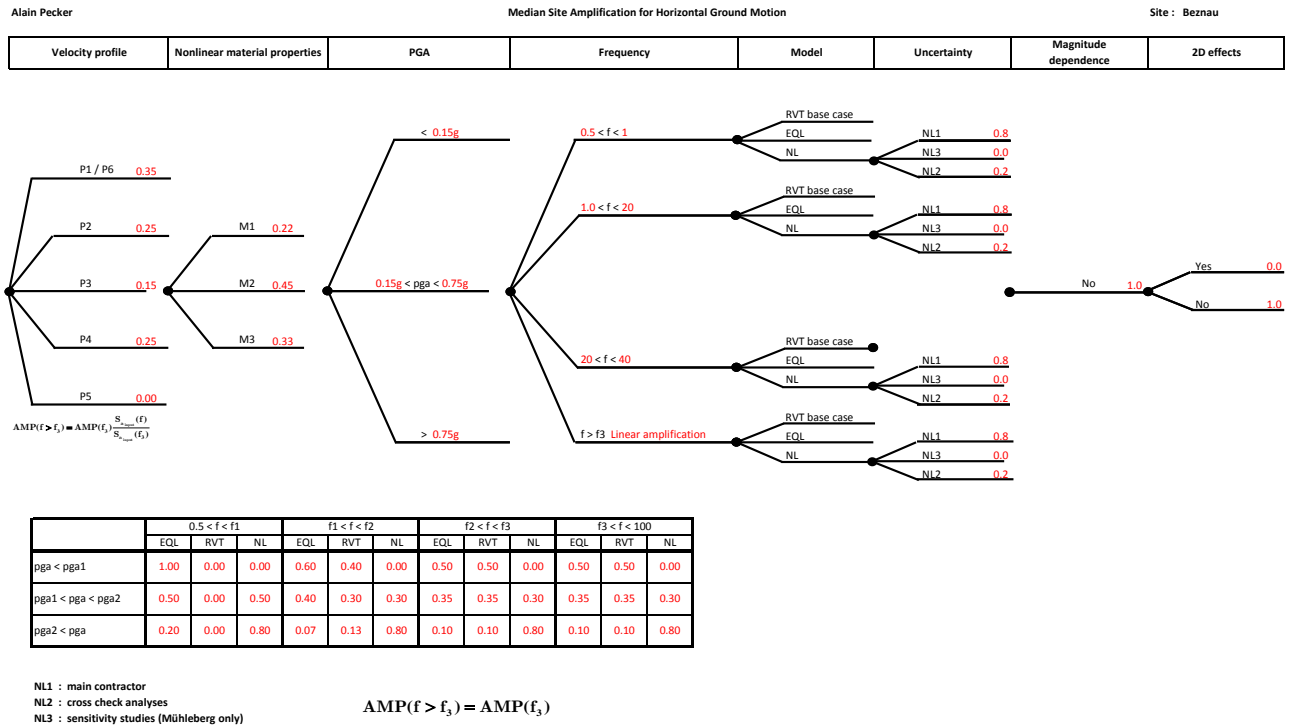 Alain Pecker Median Site Amplification for Horizontal Ground Motion Site : Beznau
Velocity profile Nonlinear material properties PGA Frequency Model Uncertainty Magnitude dependence 2D effects
P1 / P6 0.35
P2 0.25
P3 0.15
P4 0.25
P5 0.00
AMP(f > f₃) = AMP(f₃) S_{a_input}(f) / S_{a_input}(f₃)
M1 0.22
M2 0.45
M3 0.33
< 0.15g
0.15g < pga < 0.75g
> 0.75g
0.5 < f < 1
RVT base case
EQL
NL
NL1 0.8
NL3 0.0
NL2 0.2
1.0 < f < 20
RVT base case
EQL
NL
NL1 0.8
NL3 0.0
NL2 0.2
20 < f < 40
RVT base case
EQL
NL
NL1 0.8
NL3 0.0
NL2 0.2
f > f3 Linear amplification
RVT base case
EQL
NL
NL1 0.8
NL3 0.0
NL2 0.2
No 1.0
Yes 0.0
No 1.0
0.5 < f < f1 f1 < f < f2 f2 < f < f3 f3 < f < 100
EQL RVT NL EQL RVT NL EQL RVT NL EQL RVT NL
pga < pga1 1.00 0.00 0.00 0.60 0.40 0.00 0.50 0.50 0.00 0.50 0.50 0.00
pga1 < pga < pga2 0.50 0.00 0.50 0.40 0.30 0.30 0.35 0.35 0.30 0.35 0.35 0.30
pga2 < pga 0.20 0.00 0.80 0.07 0.13 0.80 0.10 0.10 0.80 0.10 0.10 0.80
NL1 : main contractor
NL2 : cross check analyses
NL3 : sensitivity studies (Mühleberg only)
AMP(f > f₃) = AMP(f₃)